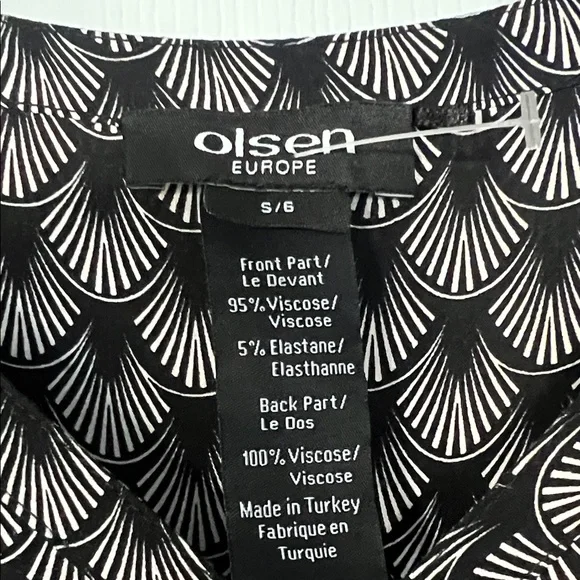 olsen
EUROPE
S/6
Front Part/
Le Devant
95% Viscose/
Viscose
5% Elastane/
Elasthanne
Back Part/
Le Dos
100% Viscose/
Viscose
Made in Turkey
Fabrique en
Turquie